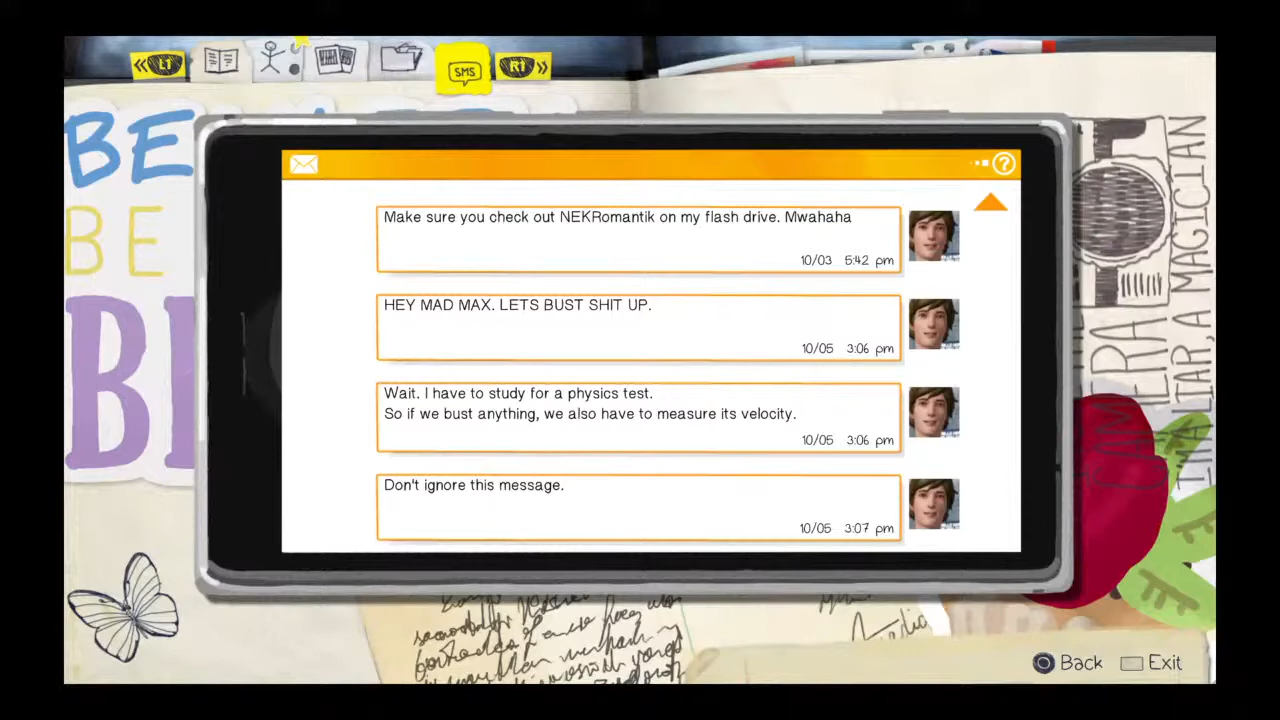 LT
SMS
R1
BE
BE
Make sure you check out NEKRomantik on my flash drive. Mwahaha
10/03 5:42 pm
HEY MAD MAX. LETS BUST SHIT UP.
10/05 3:06 pm
Wait. I have to study for a physics test.
So if we bust anything, we also have to measure its velocity.
10/05 3:06 pm
Don't ignore this message.
10/05 3:07 pm
A MAGICIAN
Back
Exit